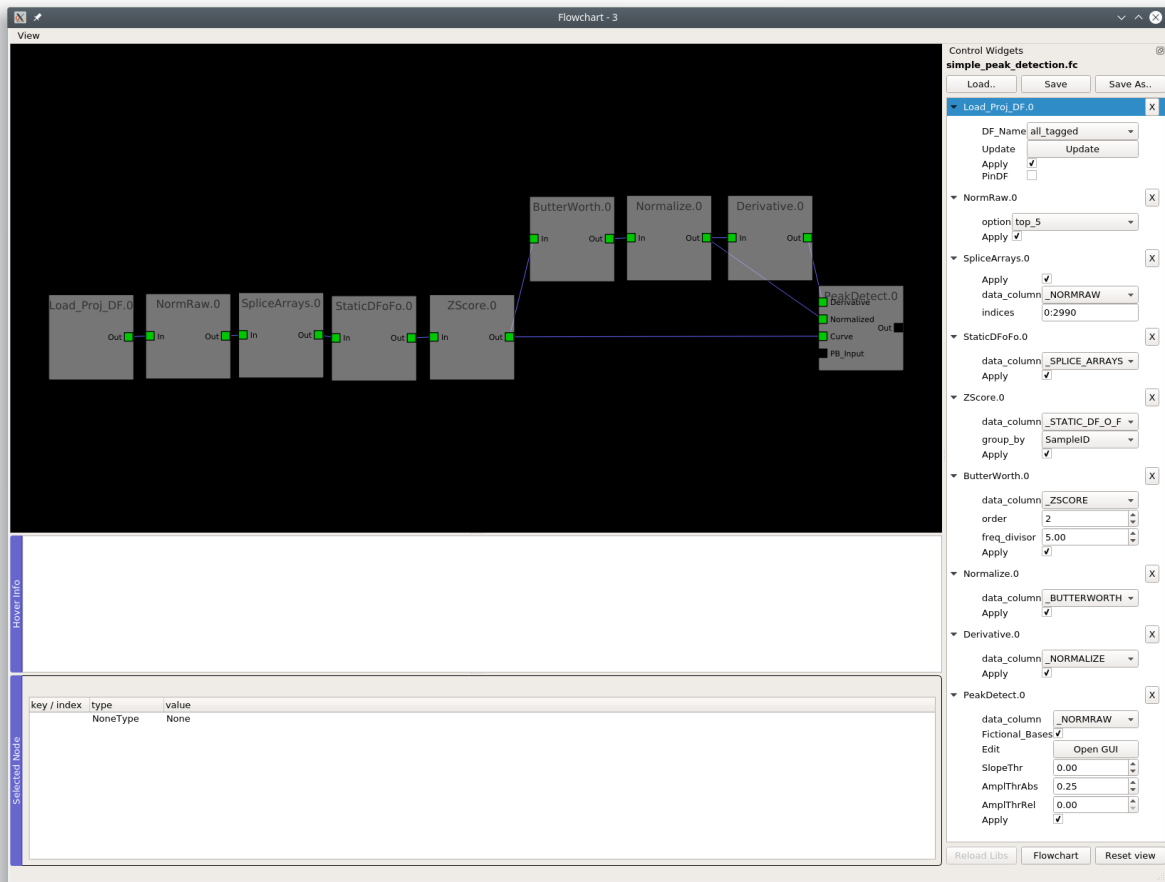 Flowchart - 3
View
ButterWorth.0
In
Out
Normalize.0
In
Out
Derivative.0
In
Out
Load_Proj_DF.0
Out
NormRaw.0
In
Out
SpliceArrays.0
In
Out
StaticDFoFo.0
In
Out
ZScore.0
In
Out
PeakDetect.0
Derivative
Normalized
Curve
PB_Input
Out
Hover Info
Selected Node
key / index type value
NoneType None
Control Widgets
simple_peak_detection.fc
Load.. Save Save As..
Load_Proj_DF.0 X
DF_Name all_tagged
Update Update
Apply
PinDF
NormRaw.0 X
option top_5
Apply
SpliceArrays.0 X
Apply
data_column _NORMRAW
indices 0:2990
StaticDFoFo.0 X
data_column _SPLICE_ARRAYS
Apply
ZScore.0 X
data_column _STATIC_DF_O_F
group_by SampleID
Apply
ButterWorth.0 X
data_column _ZSCORE
order 2
freq_divisor 5.00
Apply
Normalize.0 X
data_column _BUTTERWORTH
Apply
Derivative.0 X
data_column _NORMALIZE
Apply
PeakDetect.0 X
data_column _NORMRAW
Fictional_Bases
Edit Open GUI
SlopeThr 0.00
AmplThrAbs 0.25
AmplThrRel 0.00
Apply
Reload Libs Flowchart Reset view